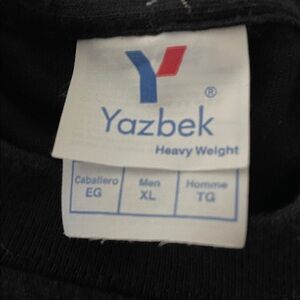 Y ®
Yazbek
Heavy Weight
Caballero Men Homme
EG XL TG